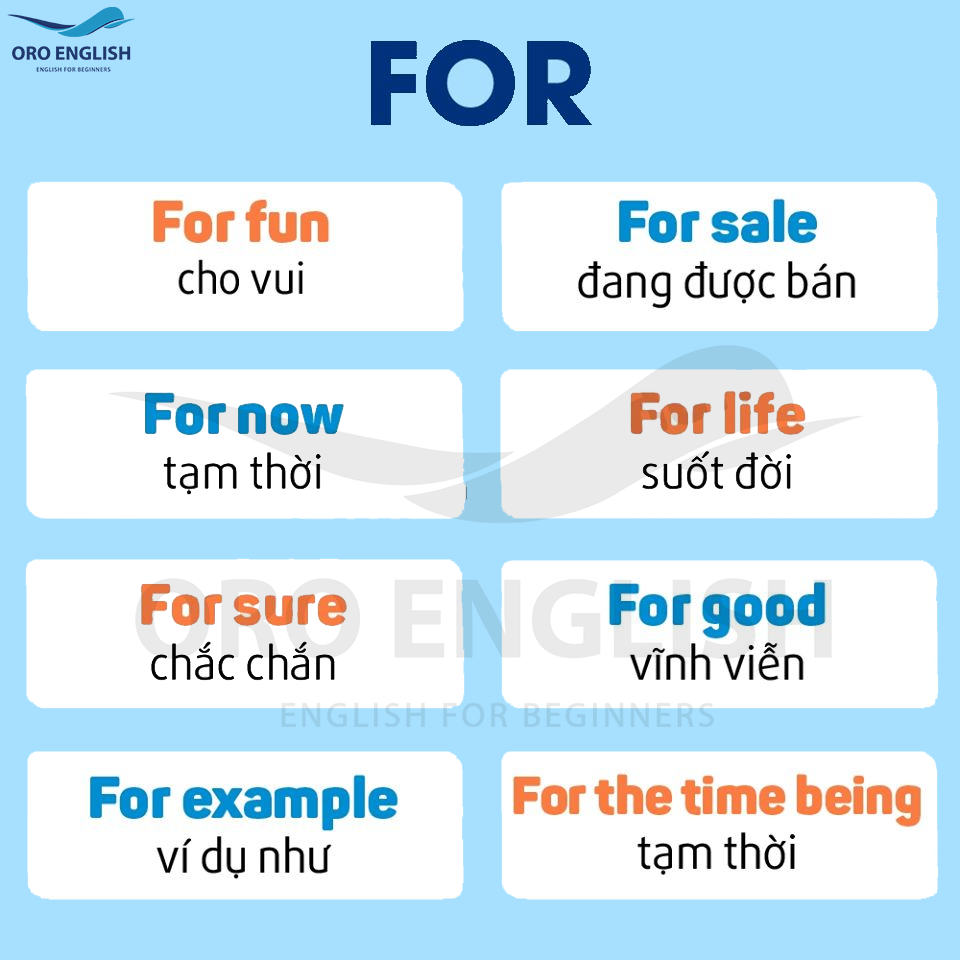 ORO ENGLISH
ENGLISH FOR BEGINNERS
FOR
For fun
cho vui
For sale
đang được bán
For now
tạm thời
For life
suốt đời
For sure
chắc chắn
For good
vĩnh viễn
For example
ví dụ như
For the time being
tạm thời
ORO ENGLISH
ENGLISH FOR BEGINNERS